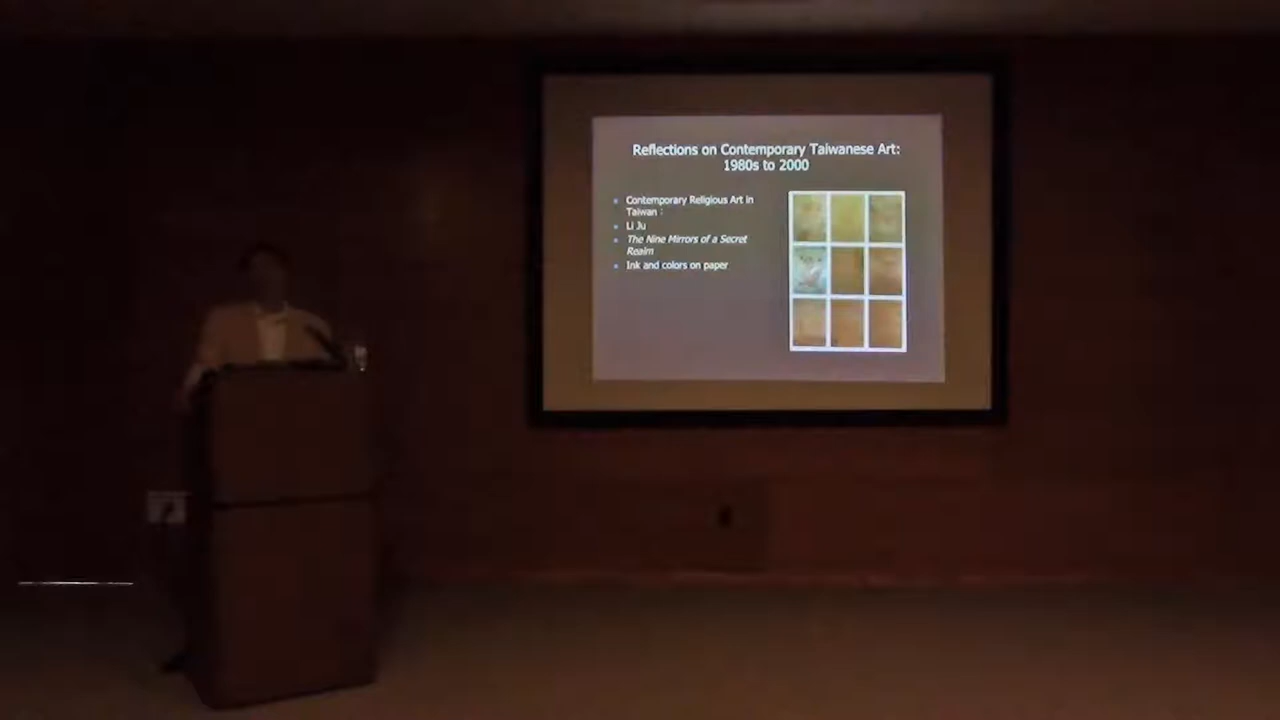 Reflections on Contemporary Taiwanese Art:
1980s to 2000
Contemporary Religious Art in
Taiwan：
Li Ju
The Nine Mirrors of a Secret
Realm
Ink and colors on paper